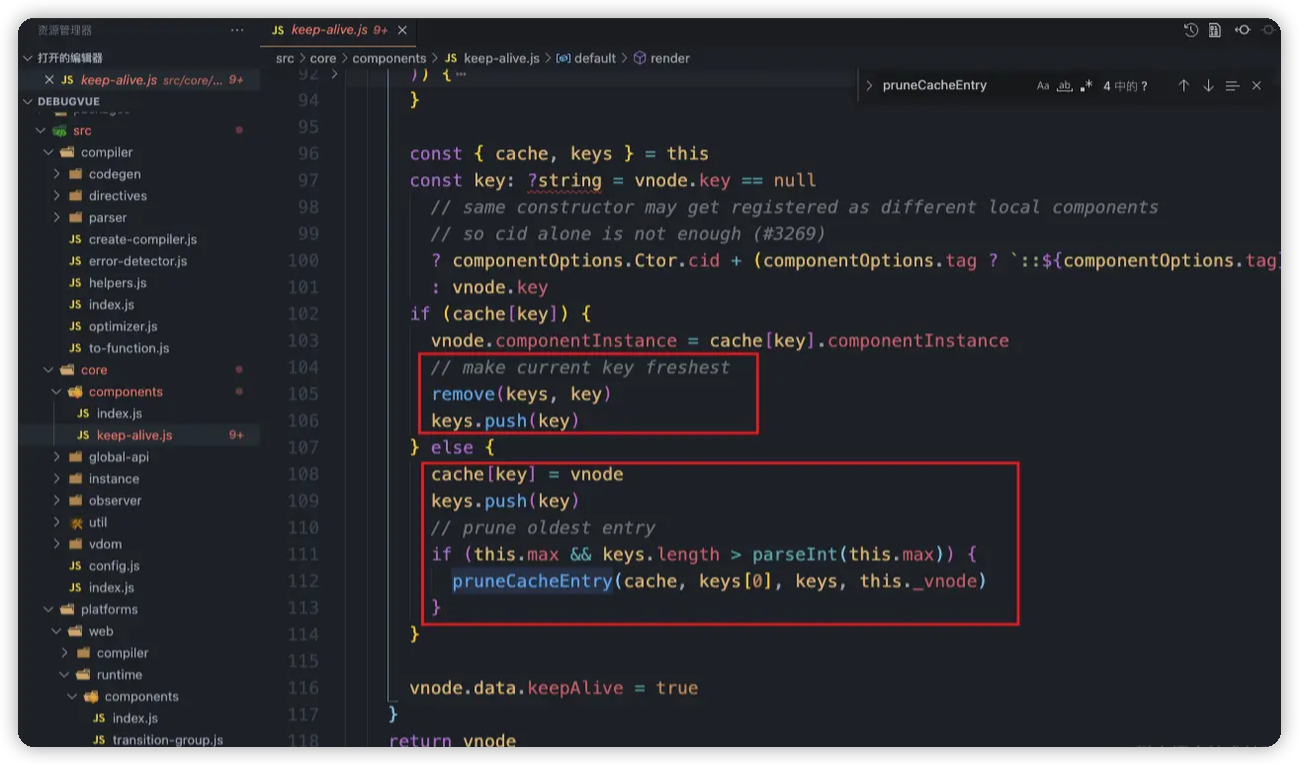 资源管理器 ...
打开的编辑器
JS keep-alive.js src/core/... 9+
DEBUGVUE
src
compiler
codegen
directives
parser
JS create-compiler.js
JS error-detector.js
JS helpers.js
JS index.js
JS optimizer.js
JS to-function.js
core
components
JS index.js
JS keep-alive.js 9+
global-api
instance
observer
util
vdom
JS config.js
JS index.js
platforms
web
compiler
runtime
components
JS index.js
JS transition-group.js
JS keep-alive.js 9+
src > core > components > JS keep-alive.js > default > render
pruneCacheEntry Aa ab .* 4 中的 ?
92 )) { ...
94 }
95
96 const { cache, keys } = this
97 const key: ?string = vnode.key == null
98 // same constructor may get registered as different local components
99 // so cid alone is not enough (#3269)
100 ? componentOptions.Ctor.cid + (componentOptions.tag ? `::${componentOptions.tag}
101 : vnode.key
102 if (cache[key]) {
103 vnode.componentInstance = cache[key].componentInstance
104 // make current key freshest
105 remove(keys, key)
106 keys.push(key)
107 } else {
108 cache[key] = vnode
109 keys.push(key)
110 // prune oldest entry
111 if (this.max && keys.length > parseInt(this.max)) {
112 pruneCacheEntry(cache, keys[0], keys, this._vnode)
113 }
114 }
115
116 vnode.data.keepAlive = true
117 }
118 return vnode